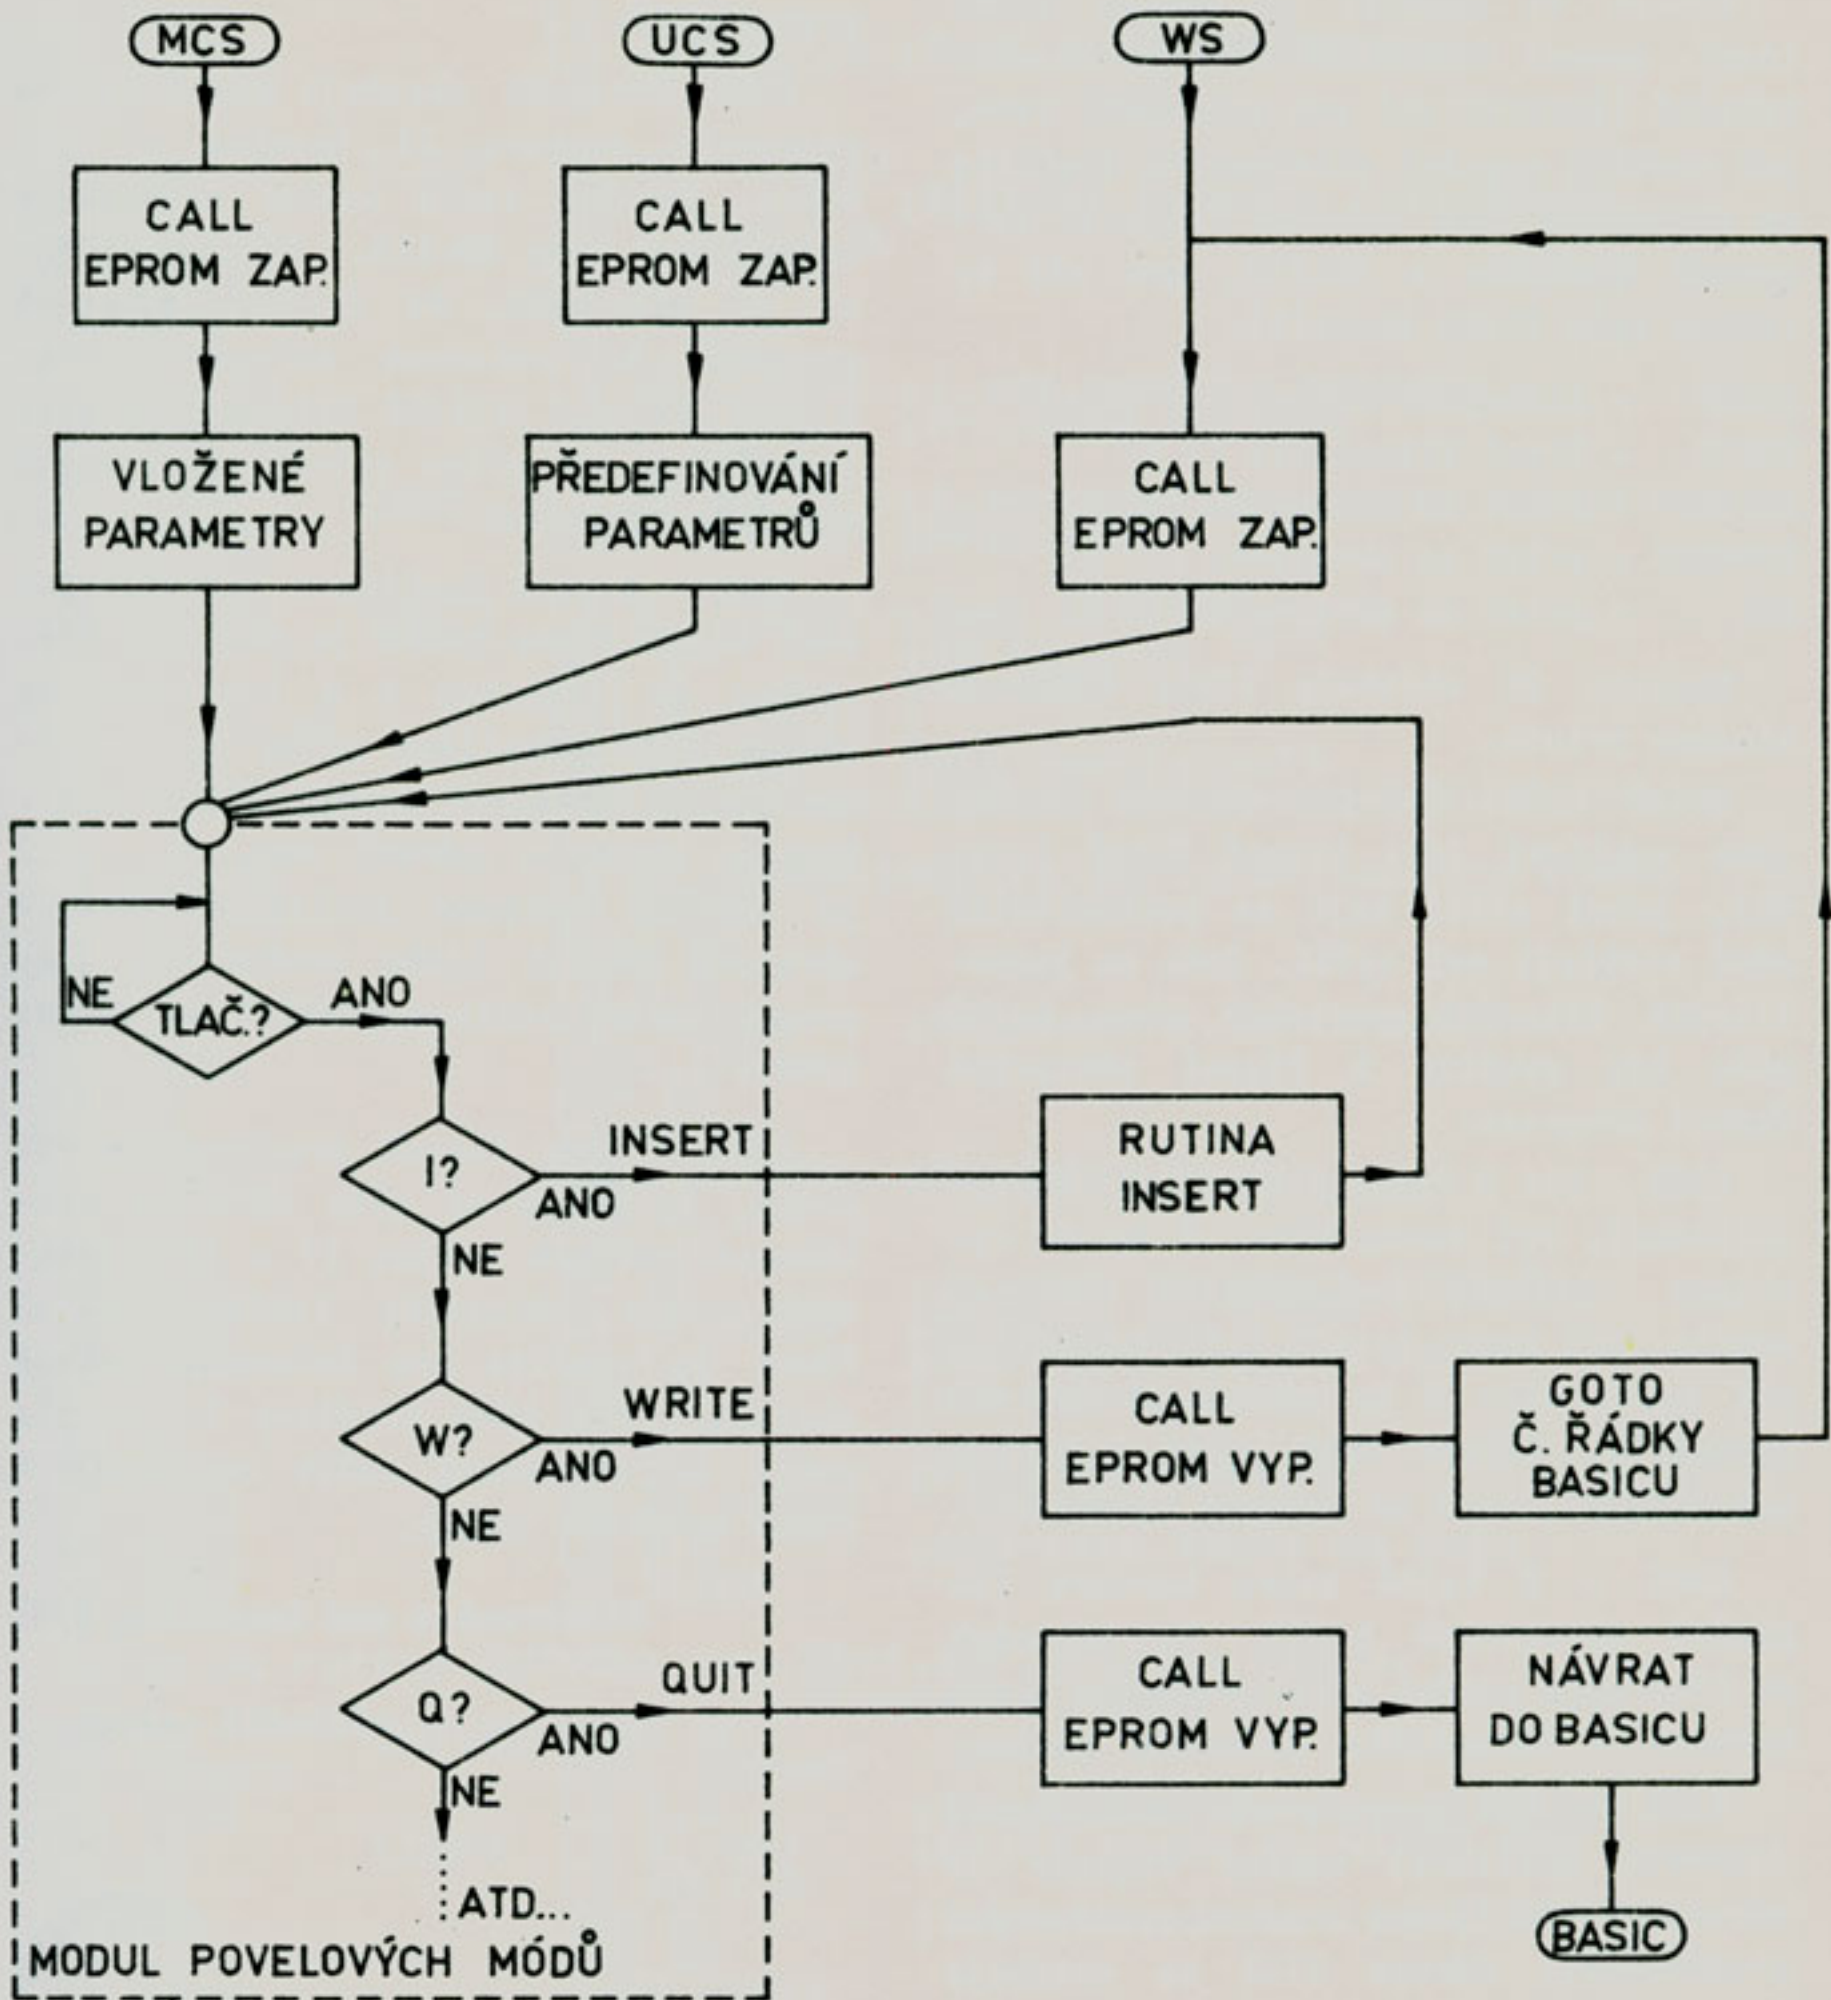 MCS
UCS
WS
CALL
EPROM ZAP.
CALL
EPROM ZAP.
VLOŽENÉ
PARAMETRY
PŘEDEFINOVÁNÍ
PARAMETRŮ
CALL
EPROM ZAP.
NE
TLAČ.?
ANO
I?
INSERT
ANO
NE
RUTINA
INSERT
W?
WRITE
ANO
NE
CALL
EPROM VYP.
GOTO
Č. ŘÁDKY
BASICU
Q?
QUIT
ANO
NE
CALL
EPROM VYP.
NÁVRAT
DO BASICU
ATD...
BASIC
MODUL POVELOVÝCH MÓDŮ